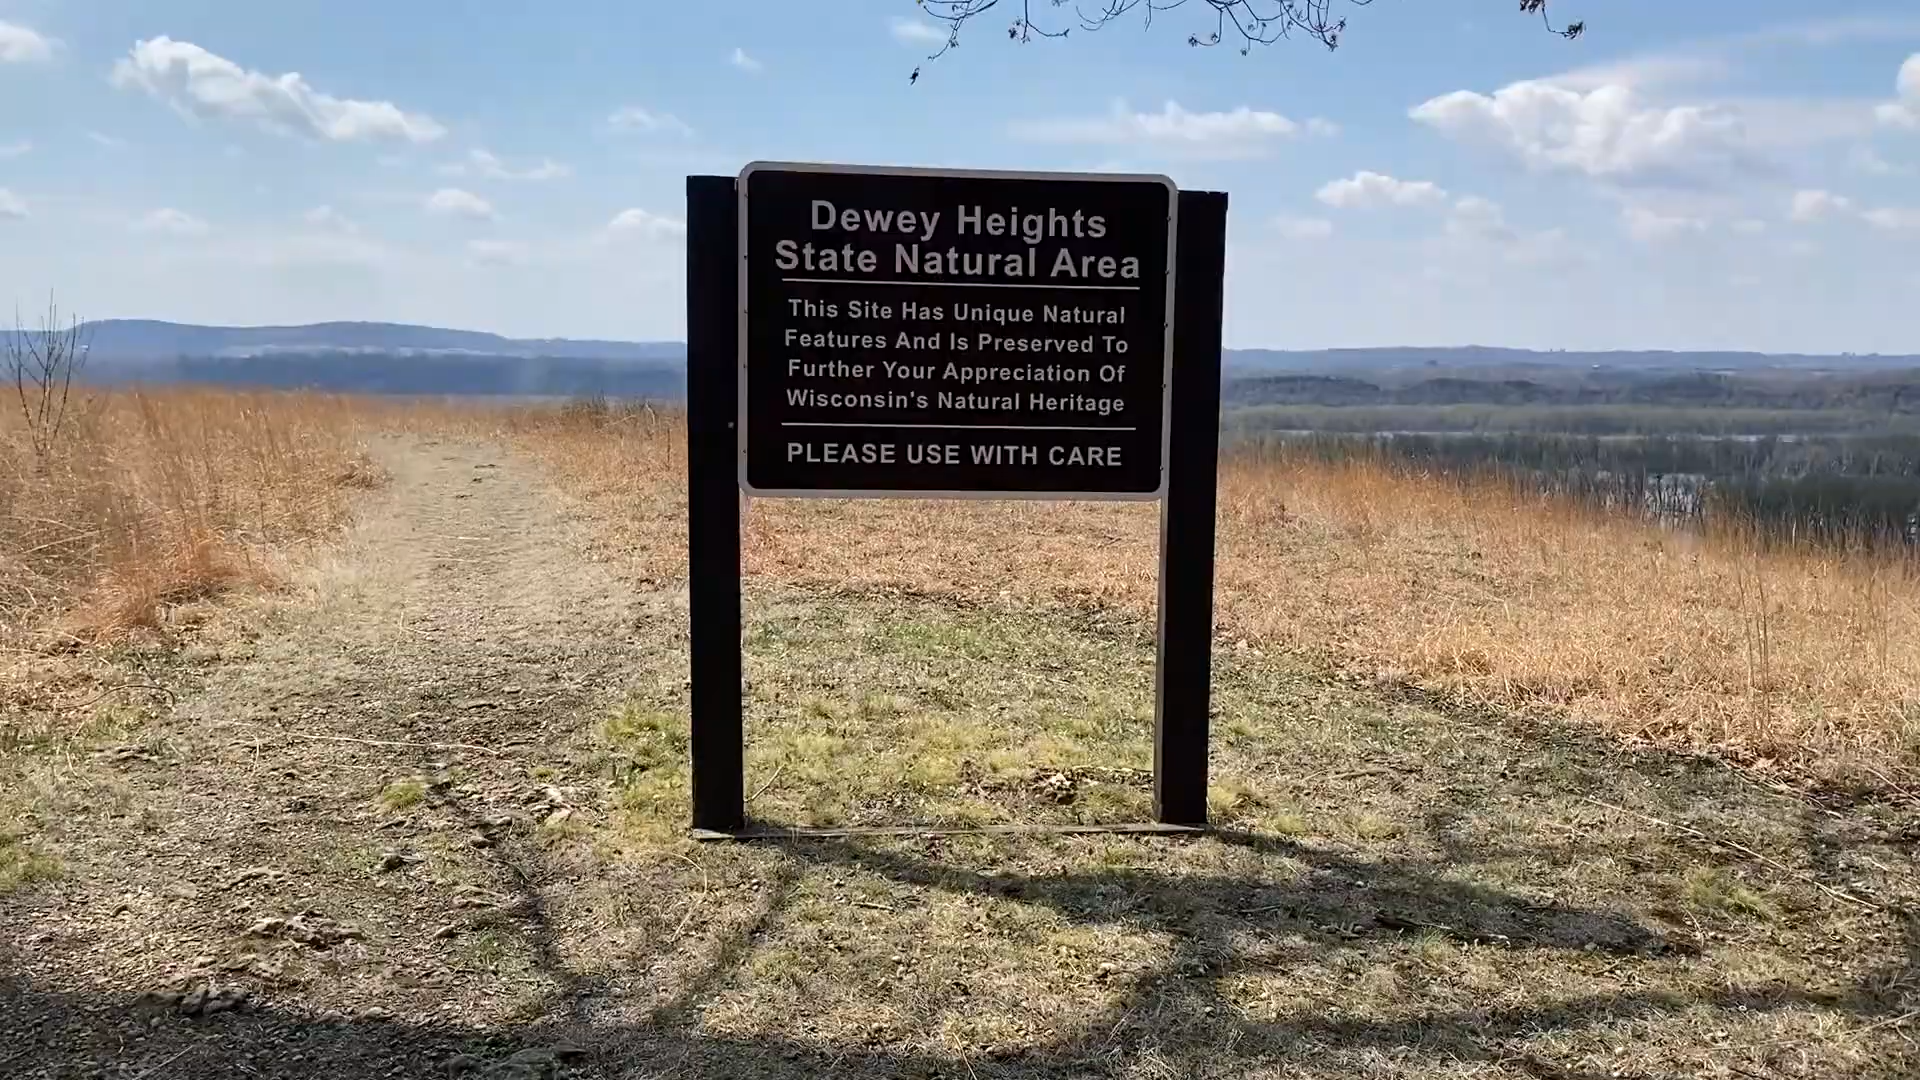 Dewey Heights
State Natural Area
This Site Has Unique Natural
Features And Is Preserved To
Further Your Appreciation Of
Wisconsin's Natural Heritage
PLEASE USE WITH CARE